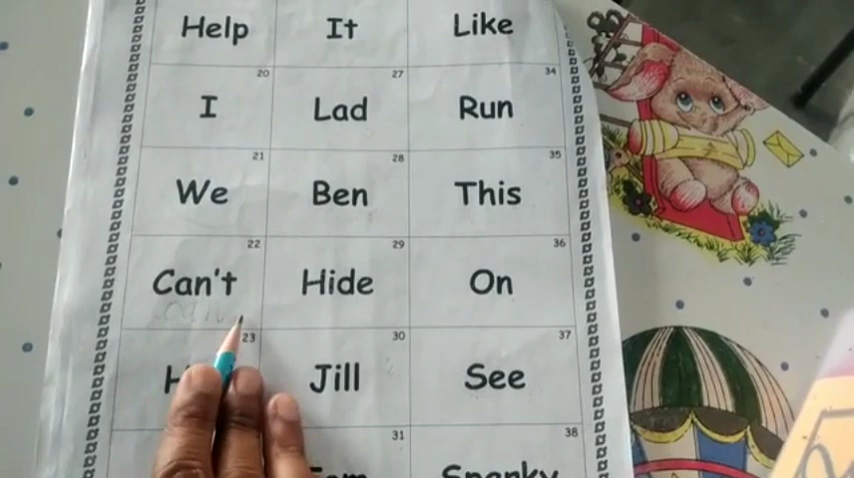 Help It Like
20 27 34
I Lad Run
21 28 35
We Ben This
22 29 36
Can't Hide On
23 30 37
Jill See
31 38
Spanky